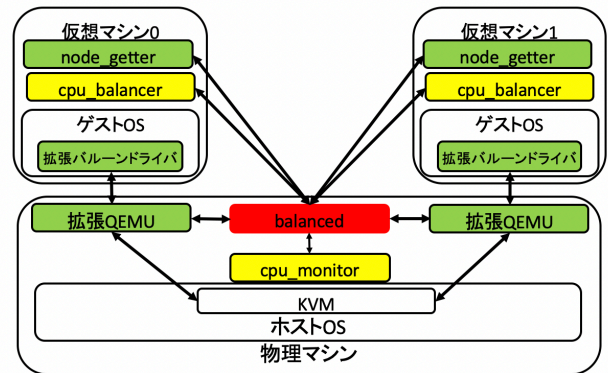 仮想マシン0
node_getter
cpu_balancer
ゲストOS
拡張バルーンドライバ
仮想マシン1
node_getter
cpu_balancer
ゲストOS
拡張バルーンドライバ
拡張QEMU
balanced
拡張QEMU
cpu_monitor
KVM
ホストOS
物理マシン